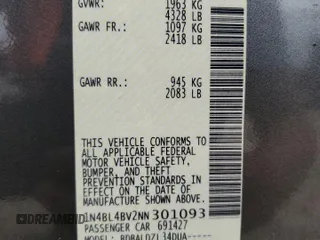 GVWR: 1963 KG
4328 LB
GAWR FR.: 1097 KG
2418 LB
GAWR RR.: 945 KG
2083 LB
THIS VEHICLE CONFORMS TO
ALL APPLICABLE FEDERAL
MOTOR VEHICLE SAFETY,
BUMPER, AND THEFT
PREVENTION STANDARDS IN
EFFECT ON THE DATE OF
MANUFACTURE SHOWN ABOVE.
1N4BL4BV2NN301093
PASSENGER CAR 691427
MODEL: